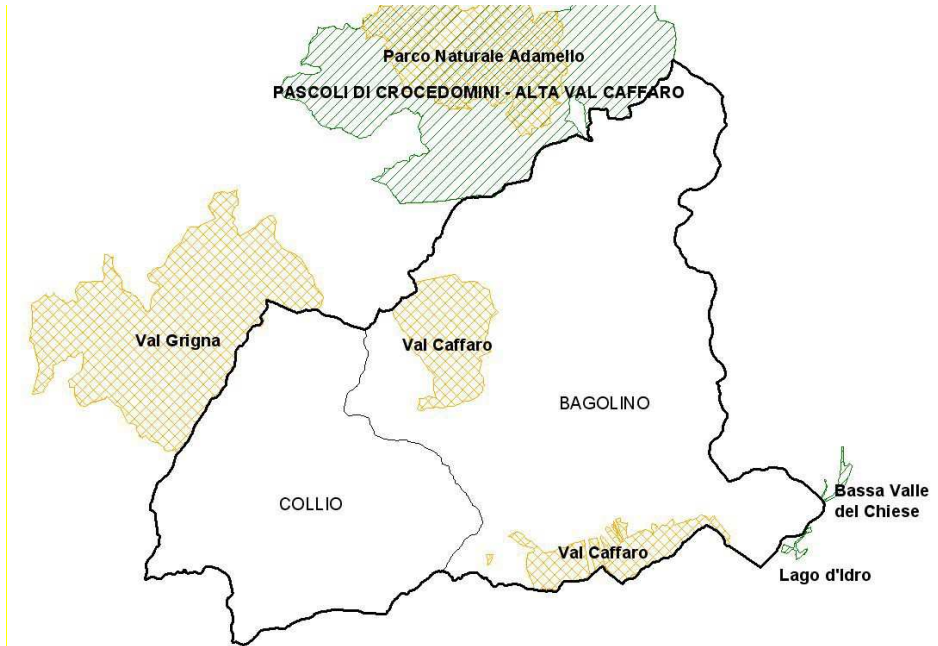 Parco Naturale Adamello
PASCOLI DI CROCEDOMINI - ALTA VAL CAFFARO
Val Grigna
Val Caffaro
BAGOLINO
COLLIO
Bassa Valle
del Chiese
Val Caffaro
Lago d'Idro